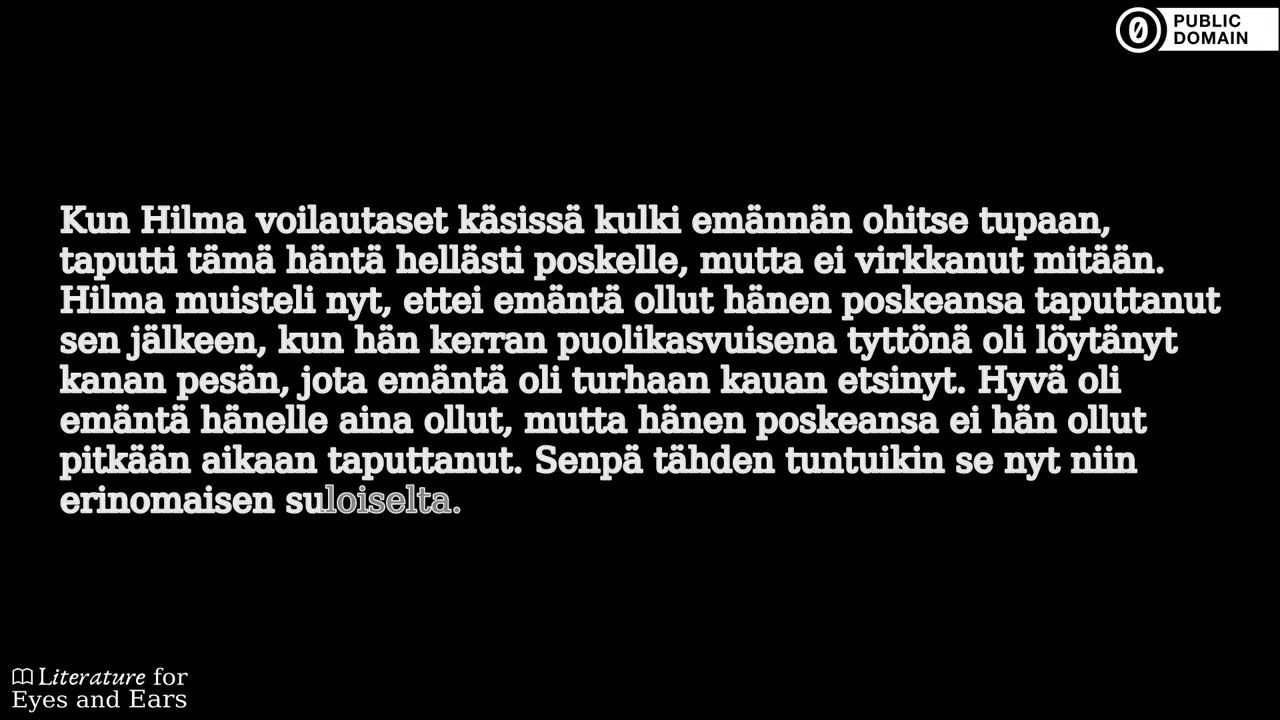 PUBLIC
DOMAIN
Kun Hilma voilautaset käsissä kulki emännän ohitse tupaan,
taputti tämä häntä hellästi poskelle, mutta ei virkkanut mitään.
Hilma muisteli nyt, ettei emäntä ollut hänen poskeansa taputtanut
sen jälkeen, kun hän kerran puolikasvuisena tyttönä oli löytänyt
kanan pesän, jota emäntä oli turhaan kauan etsinyt. Hyvä oli
emäntä hänelle aina ollut, mutta hänen poskeansa ei hän ollut
pitkään aikaan taputtanut. Senpä tähden tuntuikin se nyt niin
erinomaisen suloiselta.
Literature for
Eyes and Ears